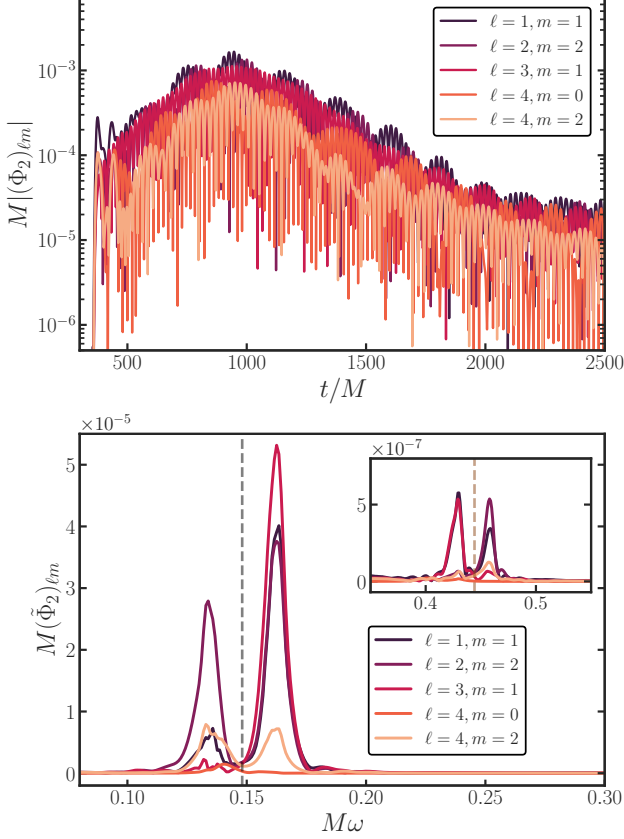 10⁻³
10⁻⁴
10⁻⁵
10⁻⁶
M|(Φ₂)ℓm|
ℓ = 1, m = 1
ℓ = 2, m = 2
ℓ = 3, m = 1
ℓ = 4, m = 0
ℓ = 4, m = 2
500 1000 1500 2000 2500
t/M
×10⁻⁵
5
4
3
2
1
0
M(Φ̃₂)ℓm
×10⁻⁷
5
0
0.4 0.5
ℓ = 1, m = 1
ℓ = 2, m = 2
ℓ = 3, m = 1
ℓ = 4, m = 0
ℓ = 4, m = 2
0.10 0.15 0.20 0.25 0.30
Mω